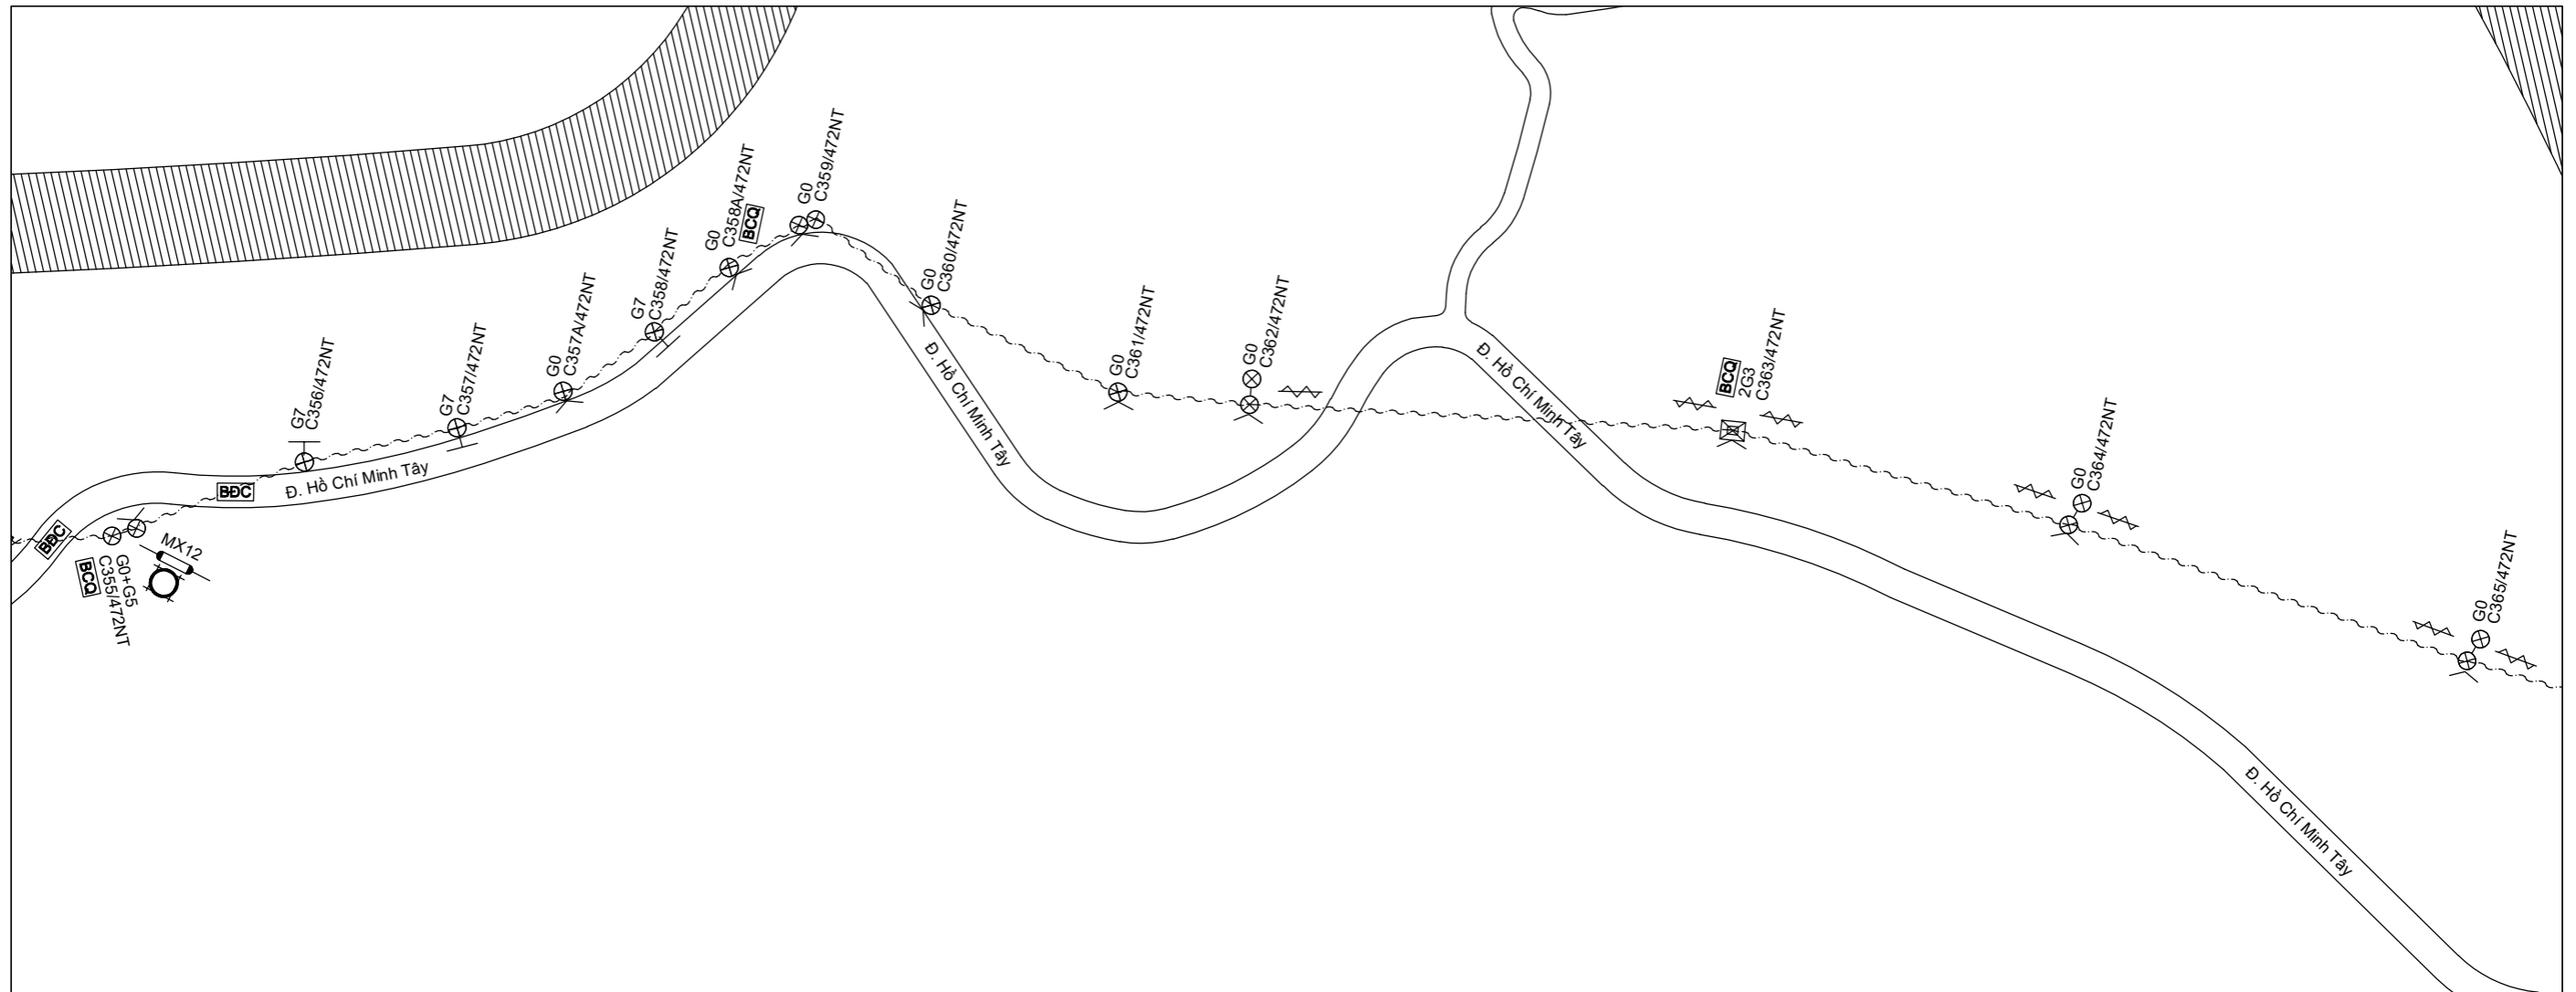 BĐC
BCQ
C355/472NT
G0+G5
MX12
BĐC
Đ. Hồ Chí Minh Tây
G7
C356/472NT
G7
C357/472NT
G0
C357A/472NT
G7
C358/472NT
G0
C358A/472NT
BCQ
G0
C359/472NT
G0
C360/472NT
Đ. Hồ Chí Minh Tây
G0
C361/472NT
G0
C362/472NT
Đ. Hồ Chí Minh Tây
BCQ
2G3
C363/472NT
G0
C364/472NT
G0
C365/472NT
Đ. Hồ Chí Minh Tây